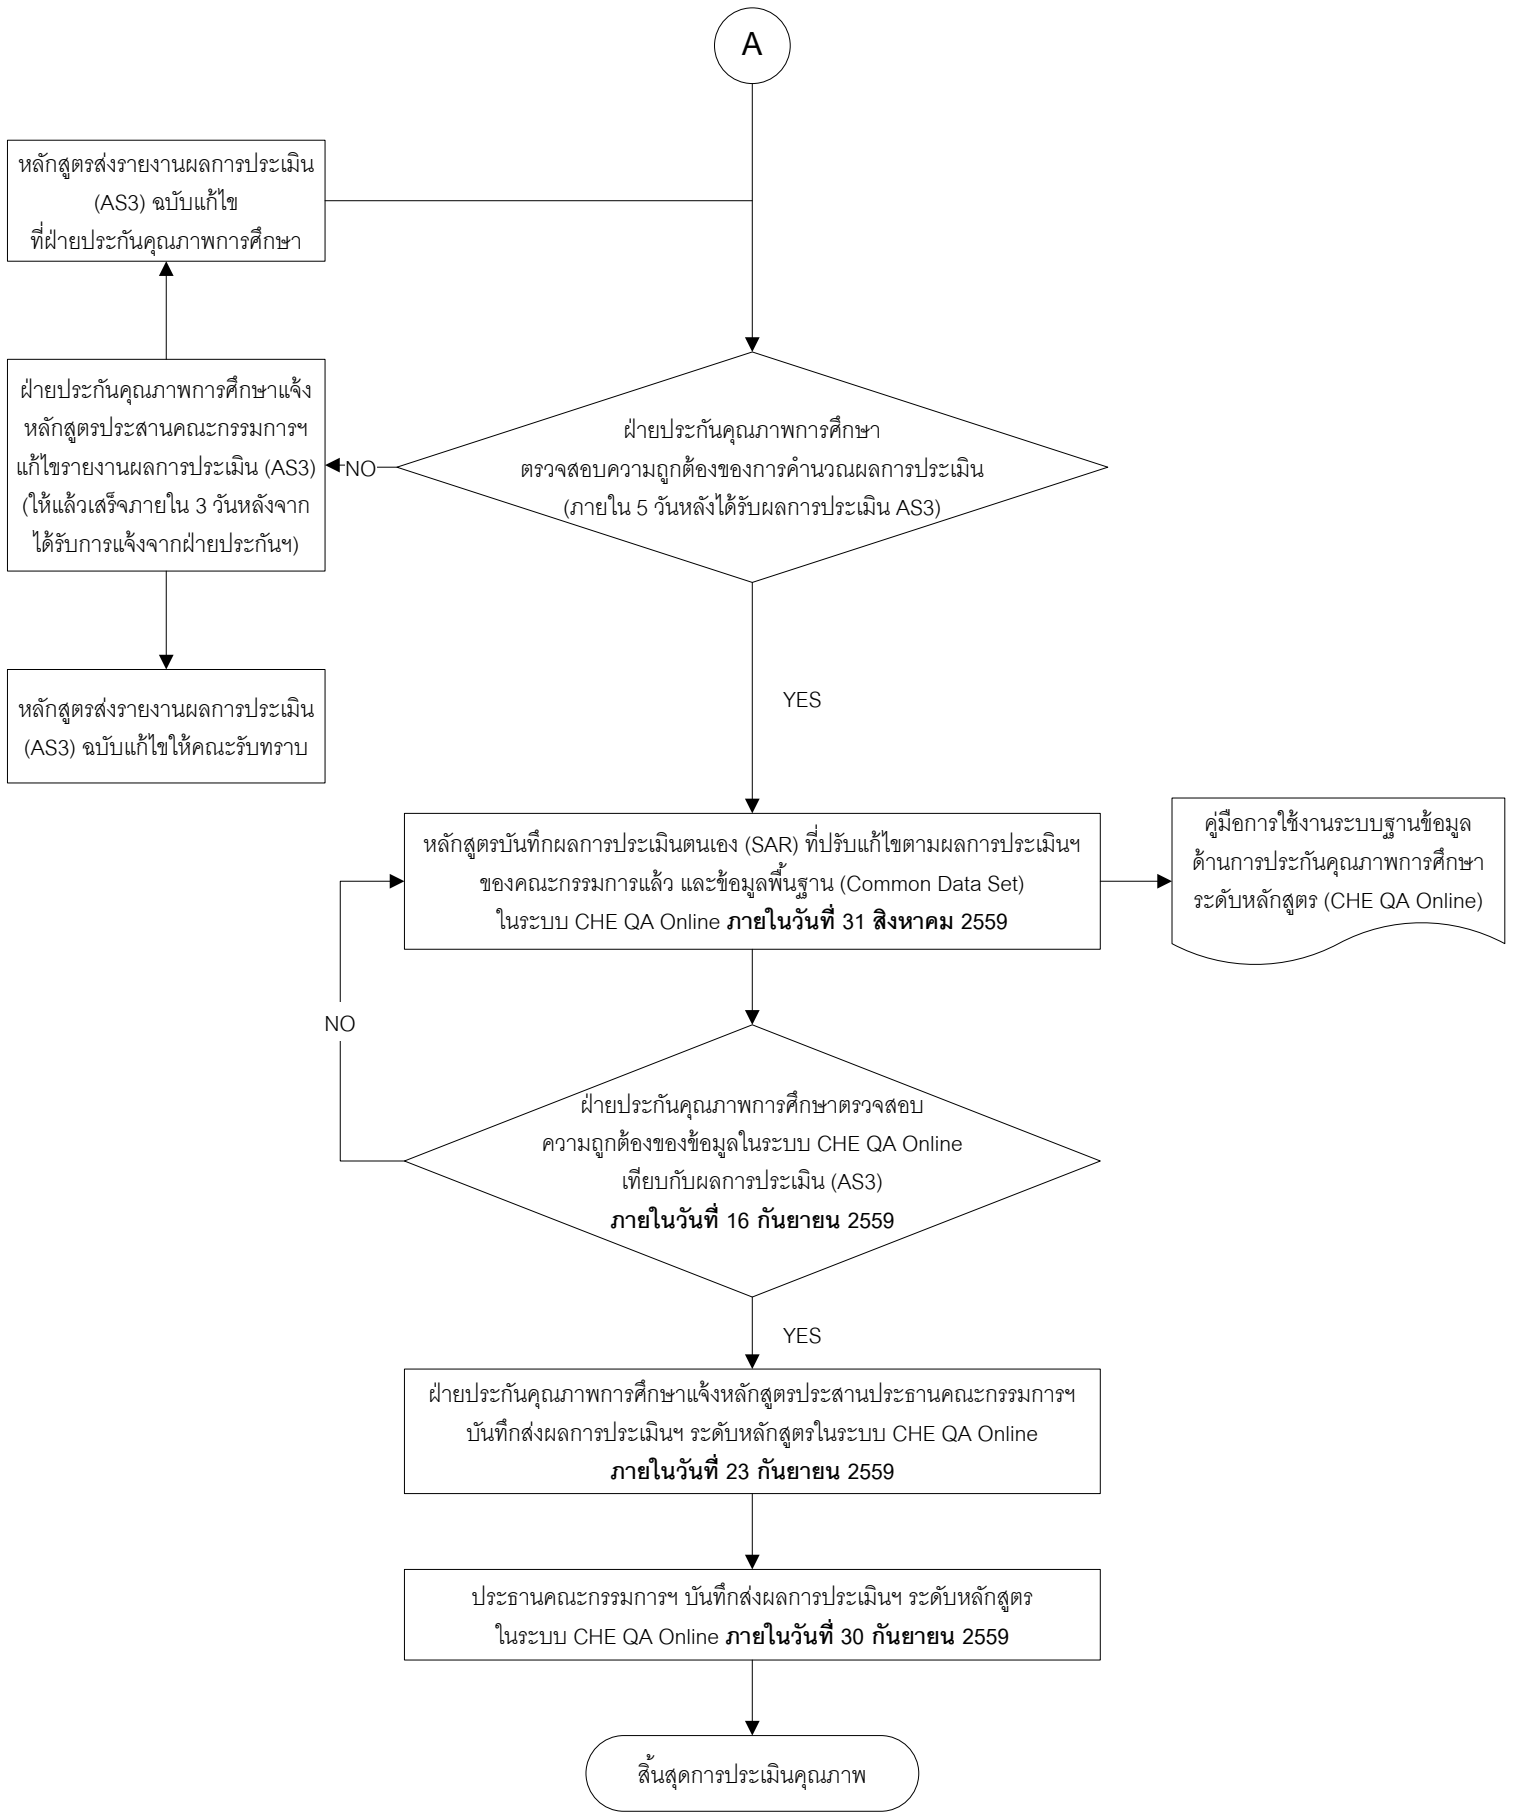 A
หลักสูตรส่งรายงานผลการประเมิน
(AS3) ฉบับแก้ไข
ที่ฝ่ายประกันคุณภาพการศึกษา
ฝ่ายประกันคุณภาพการศึกษาแจ้ง
หลักสูตรประสานคณะกรรมการฯ
แก้ไขรายงานผลการประเมิน (AS3)
(ให้แล้วเสร็จภายใน 3 วันหลังจาก
ได้รับการแจ้งจากฝ่ายประกันฯ)
NO
ฝ่ายประกันคุณภาพการศึกษา
ตรวจสอบความถูกต้องของการคำนวณผลการประเมิน
(ภายใน 5 วันหลังได้รับผลการประเมิน AS3)
หลักสูตรส่งรายงานผลการประเมิน
(AS3) ฉบับแก้ไขให้คณะรับทราบ
YES
หลักสูตรบันทึกผลการประเมินตนเอง (SAR) ที่ปรับแก้ไขตามผลการประเมินฯ
ของคณะกรรมการแล้ว และข้อมูลพื้นฐาน (Common Data Set)
ในระบบ CHE QA Online ภายในวันที่ 31 สิงหาคม 2559
คู่มือการใช้งานระบบฐานข้อมูล
ด้านการประกันคุณภาพการศึกษา
ระดับหลักสูตร (CHE QA Online)
NO
ฝ่ายประกันคุณภาพการศึกษาตรวจสอบ
ความถูกต้องของข้อมูลในระบบ CHE QA Online
เทียบกับผลการประเมิน (AS3)
ภายในวันที่ 16 กันยายน 2559
YES
ฝ่ายประกันคุณภาพการศึกษาแจ้งหลักสูตรประสานประธานคณะกรรมการฯ
บันทึกส่งผลการประเมินฯ ระดับหลักสูตรในระบบ CHE QA Online
ภายในวันที่ 23 กันยายน 2559
ประธานคณะกรรมการฯ บันทึกส่งผลการประเมินฯ ระดับหลักสูตร
ในระบบ CHE QA Online ภายในวันที่ 30 กันยายน 2559
สิ้นสุดการประเมินคุณภาพ